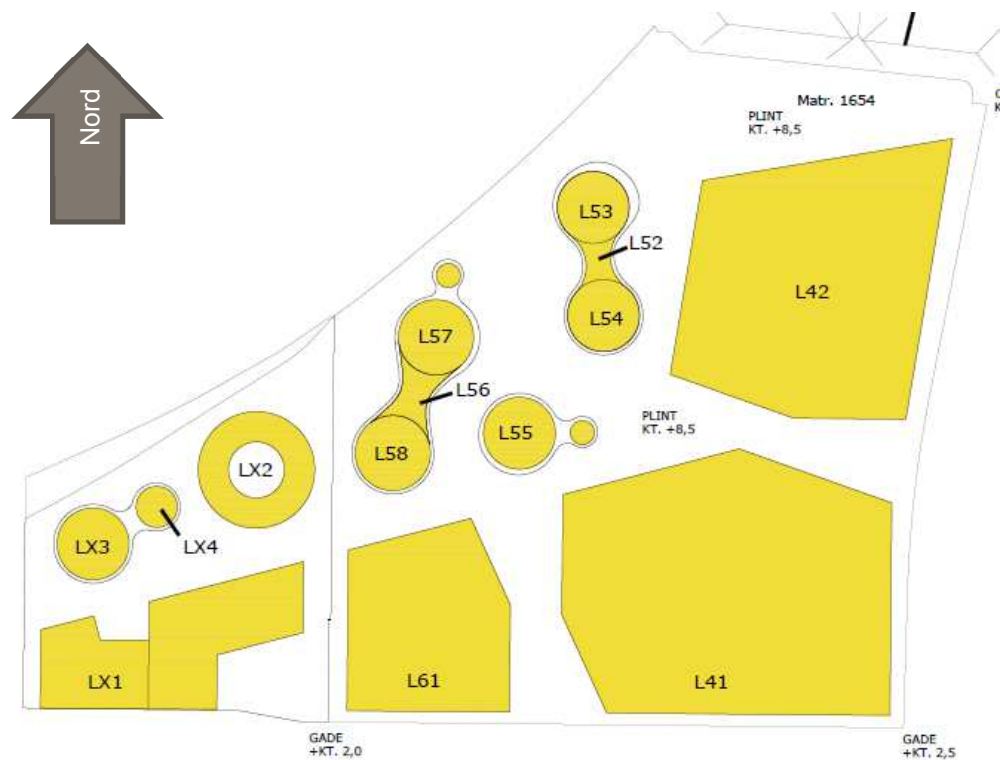 Nord
Matr. 1654
PLINT
KT. +8,5
L53
L52
L42
L54
L57
L56
PLINT
KT. +8,5
L55
L58
LX2
LX3
LX4
LX1
L61
L41
GADE
+KT. 2,0
GADE
+KT. 2,5